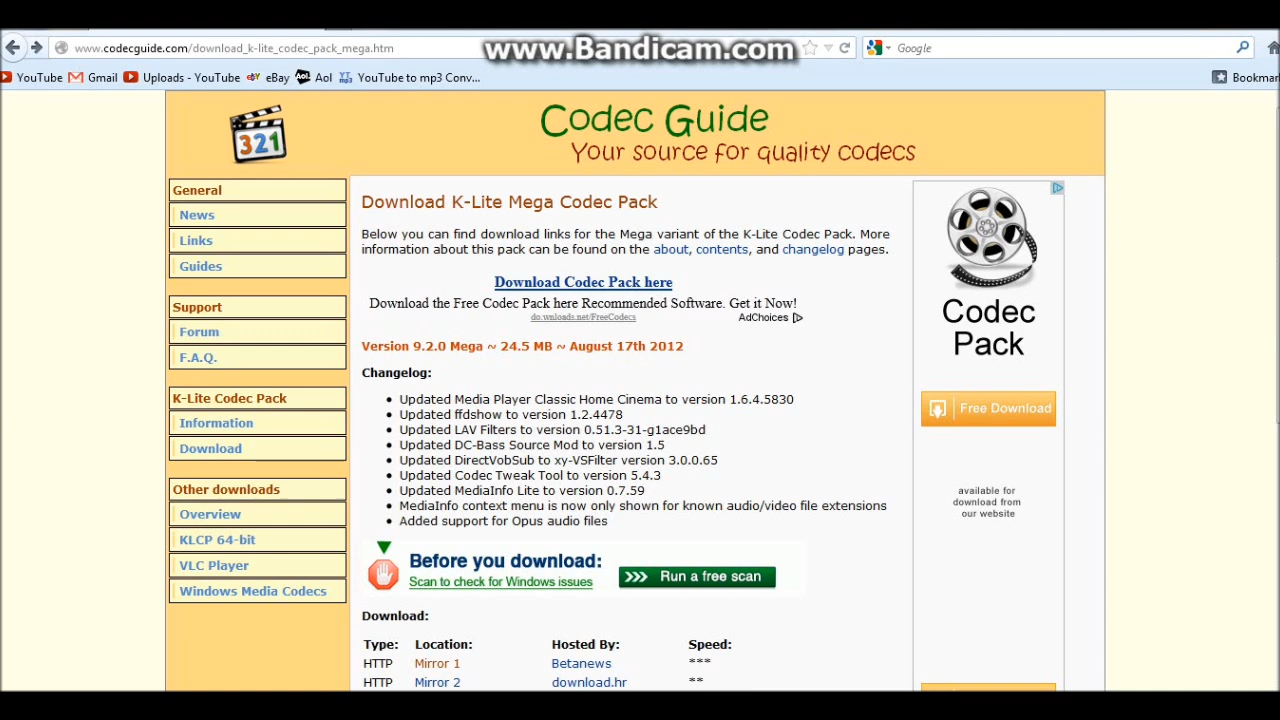 www.codecguide.com/download_k-lite_codec_pack_mega.htm
www.Bandicam.com
Google
YouTube Gmail Uploads - YouTube eBay Aol YouTube to mp3 Conv...
Bookmar
321
Codec Guide
Your source for quality codecs
General
News
Links
Guides
Support
Forum
F.A.Q.
K-Lite Codec Pack
Information
Download
Other downloads
Overview
KLCP 64-bit
VLC Player
Windows Media Codecs
Download K-Lite Mega Codec Pack
Below you can find download links for the Mega variant of the K-Lite Codec Pack. More
information about this pack can be found on the about, contents, and changelog pages.
Download Codec Pack here
Download the Free Codec Pack here Recommended Software. Get it Now!
do.wnloads.net/FreeCodecs
AdChoices
Version 9.2.0 Mega ~ 24.5 MB ~ August 17th 2012
Changelog:
• Updated Media Player Classic Home Cinema to version 1.6.4.5830
• Updated ffdshow to version 1.2.4478
• Updated LAV Filters to version 0.51.3-31-g1ace9bd
• Updated DC-Bass Source Mod to version 1.5
• Updated DirectVobSub to xy-VSFilter version 3.0.0.65
• Updated Codec Tweak Tool to version 5.4.3
• Updated MediaInfo Lite to version 0.7.59
• MediaInfo context menu is now only shown for known audio/video file extensions
• Added support for Opus audio files
Before you download:
Scan to check for Windows issues
>>> Run a free scan
Download:
Type: Location: Hosted By: Speed:
HTTP Mirror 1 Betanews ***
HTTP Mirror 2 download.hr **
Codec
Pack
Free Download
available for
download from
our website